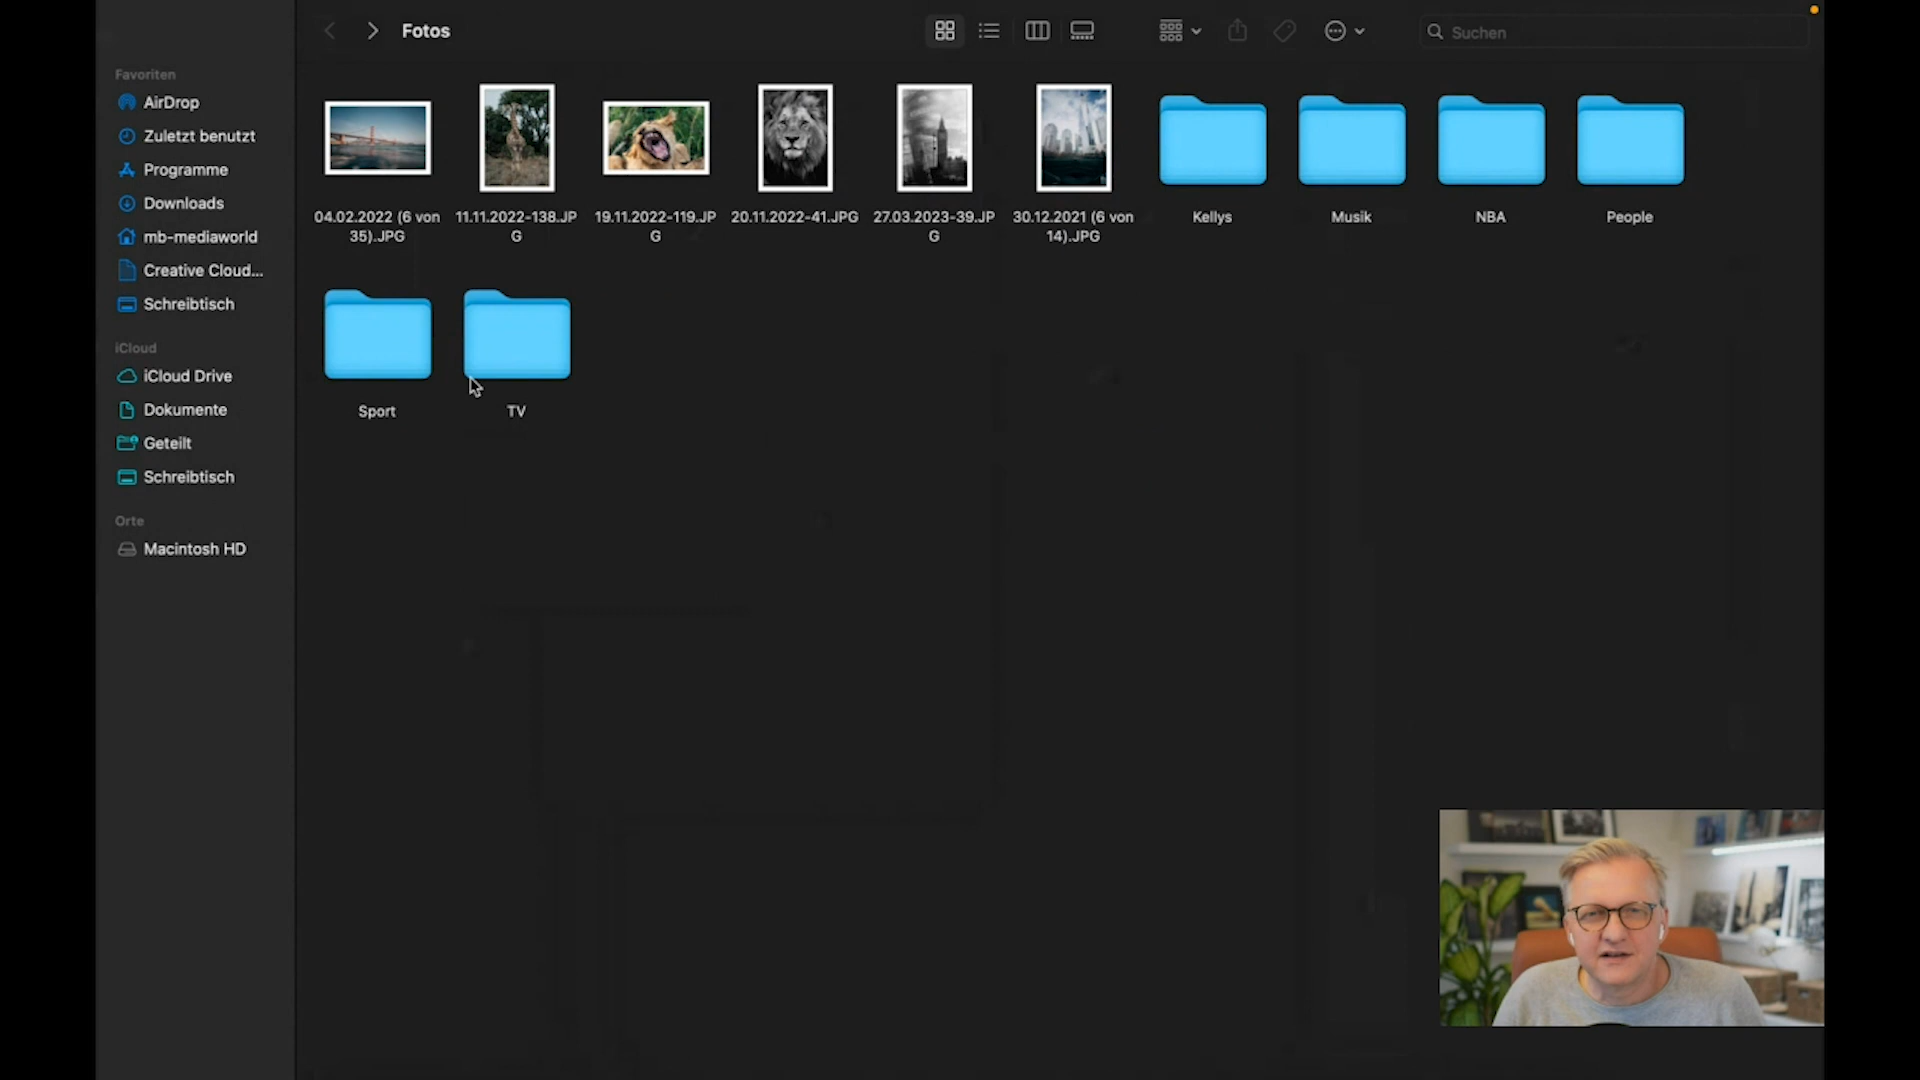 Fotos
Suchen
Favoriten
AirDrop
Zuletzt benutzt
Programme
Downloads
mb-mediaworld
Creative Cloud...
Schreibtisch
iCloud
iCloud Drive
Dokumente
Geteilt
Schreibtisch
Orte
Macintosh HD
04.02.2022 (6 von
35).JPG
11.11.2022-138.JP
G
19.11.2022-119.JP
G
20.11.2022-41.JPG
27.03.2023-39.JP
G
30.12.2021 (6 von
14).JPG
Kellys
Musik
NBA
People
Sport
TV